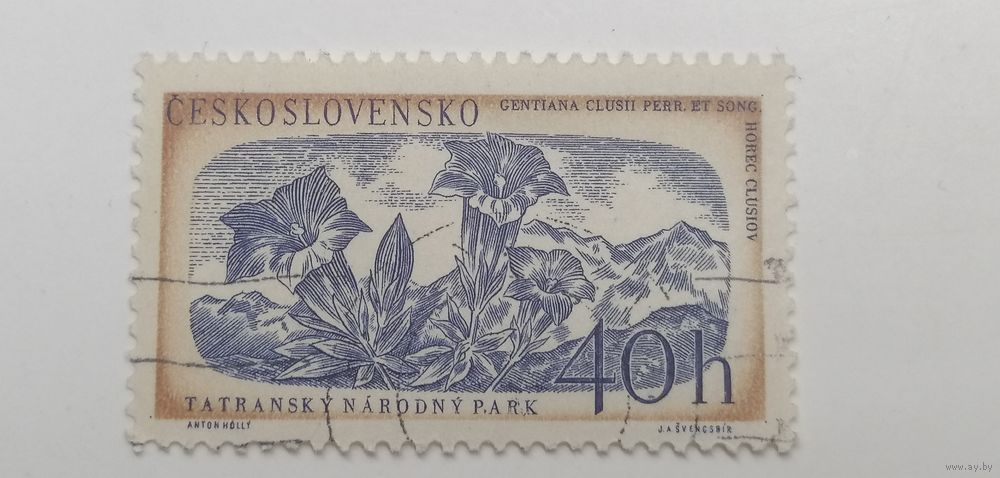 ČESKOSLOVENSKO
GENTIANA CLUSII PERR. ET SONG.
HOREC CLUSIOV
40h
TATRANSKÝ NÁRODNÝ PARK
ANTON HOLLÝ
J.A.ŠVENGSBÍR
www.ay.by